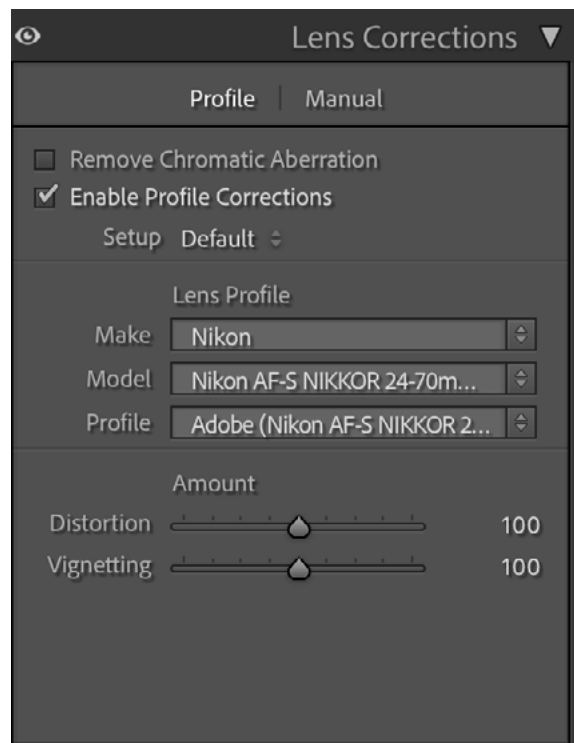 Lens Corrections
Profile | Manual
Remove Chromatic Aberration
Enable Profile Corrections
Setup Default
Lens Profile
Make Nikon
Model Nikon AF-S NIKKOR 24-70m...
Profile Adobe (Nikon AF-S NIKKOR 2...
Amount
Distortion 100
Vignetting 100